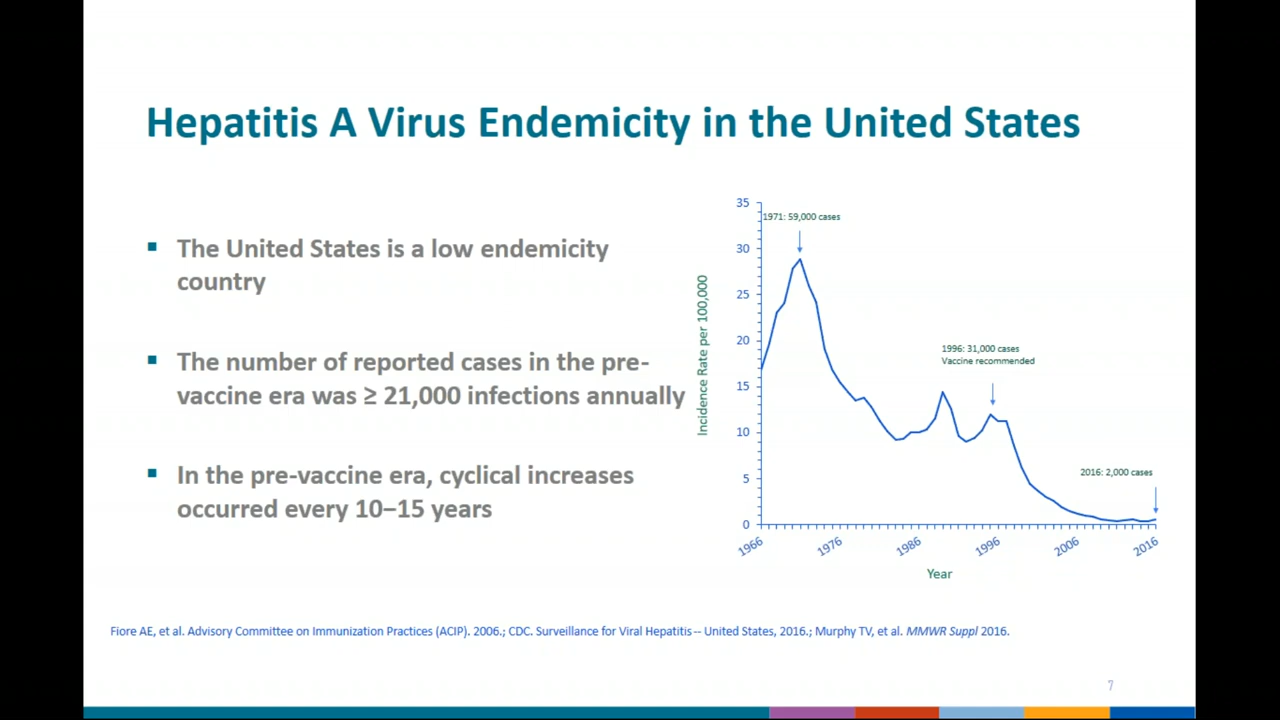 Hepatitis A Virus Endemicity in the United States
▪ The United States is a low endemicity
country
▪ The number of reported cases in the pre-
vaccine era was ≥ 21,000 infections annually
▪ In the pre-vaccine era, cyclical increases
occurred every 10–15 years
35
30
25
20
15
10
5
0
Incidence Rate per 100,000
1971: 59,000 cases
1996: 31,000 cases
Vaccine recommended
2016: 2,000 cases
1966
1976
1986
1996
2006
2016
Year
Fiore AE, et al. Advisory Committee on Immunization Practices (ACIP). 2006.; CDC. Surveillance for Viral Hepatitis -- United States, 2016.; Murphy TV, et al. MMWR Suppl 2016.
7